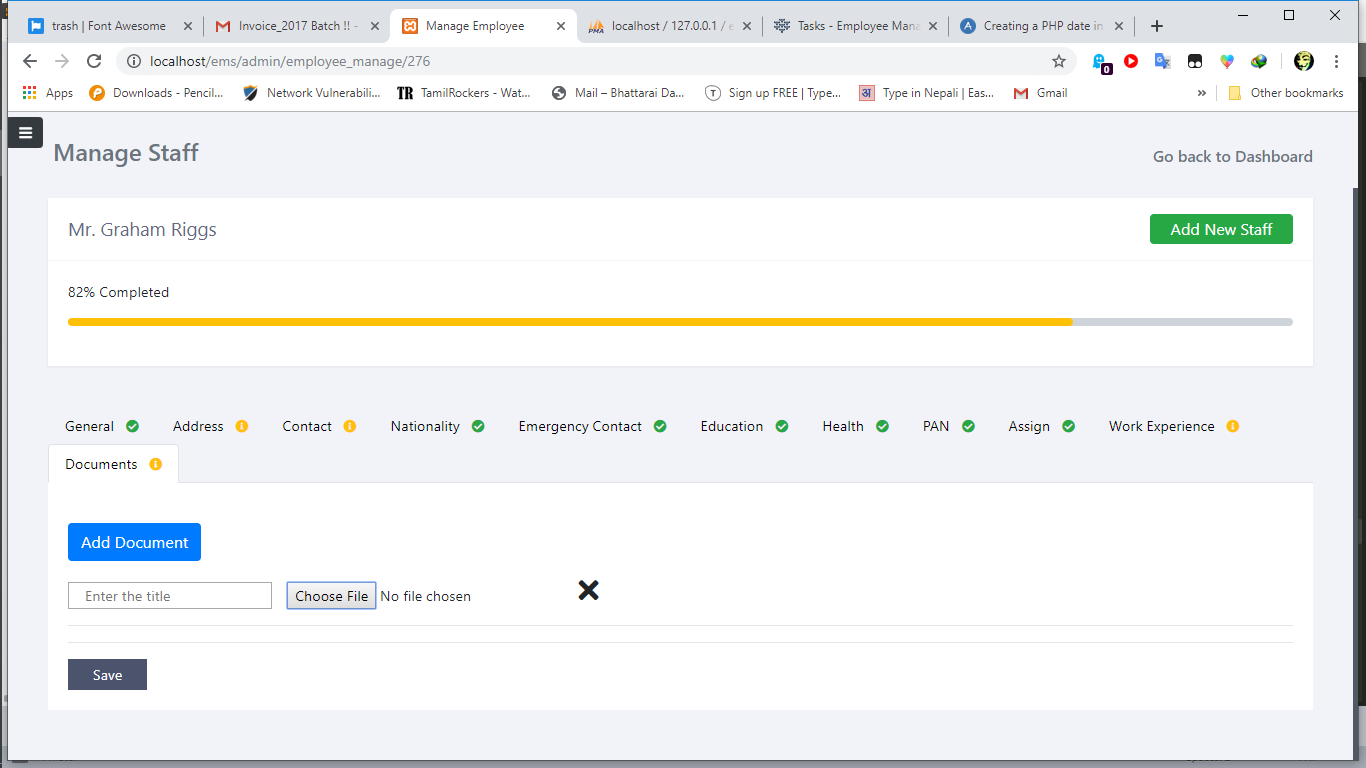 trash | Font Awesome
Invoice_2017 Batch !! -
Manage Employee
PMA localhost / 127.0.0.1 / e
Tasks - Employee Mana
A Creating a PHP date in
localhost/ems/admin/employee_manage/276
0
Apps
Downloads - Pencil...
Network Vulnerabili...
TR TamilRockers - Wat...
Mail – Bhattarai Da...
T Sign up FREE | Type...
अ Type in Nepali | Eas...
Gmail
»
Other bookmarks
Manage Staff
Go back to Dashboard
Mr. Graham Riggs
Add New Staff
82% Completed
General Address Contact Nationality Emergency Contact Education Health PAN Assign Work Experience
Documents
Add Document
Enter the title Choose File No file chosen
Save